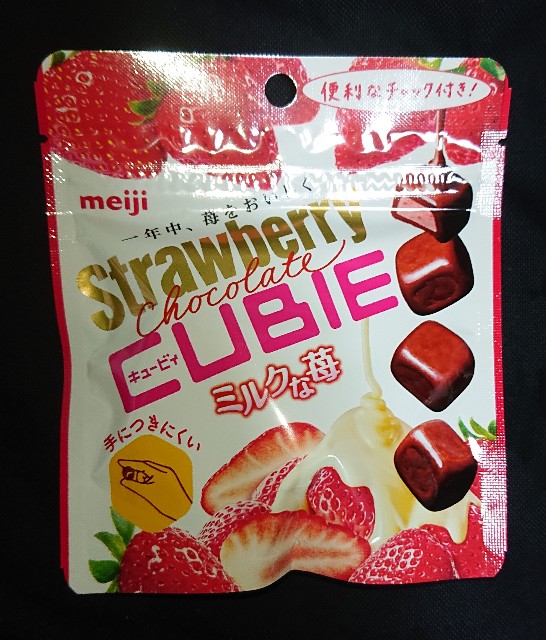 便利なチャック付き!
meiji
一年中、苺をおいしく
Strawberry
Chocolate
CUBIE
キュービィ
ミルクな苺
手につきにくい